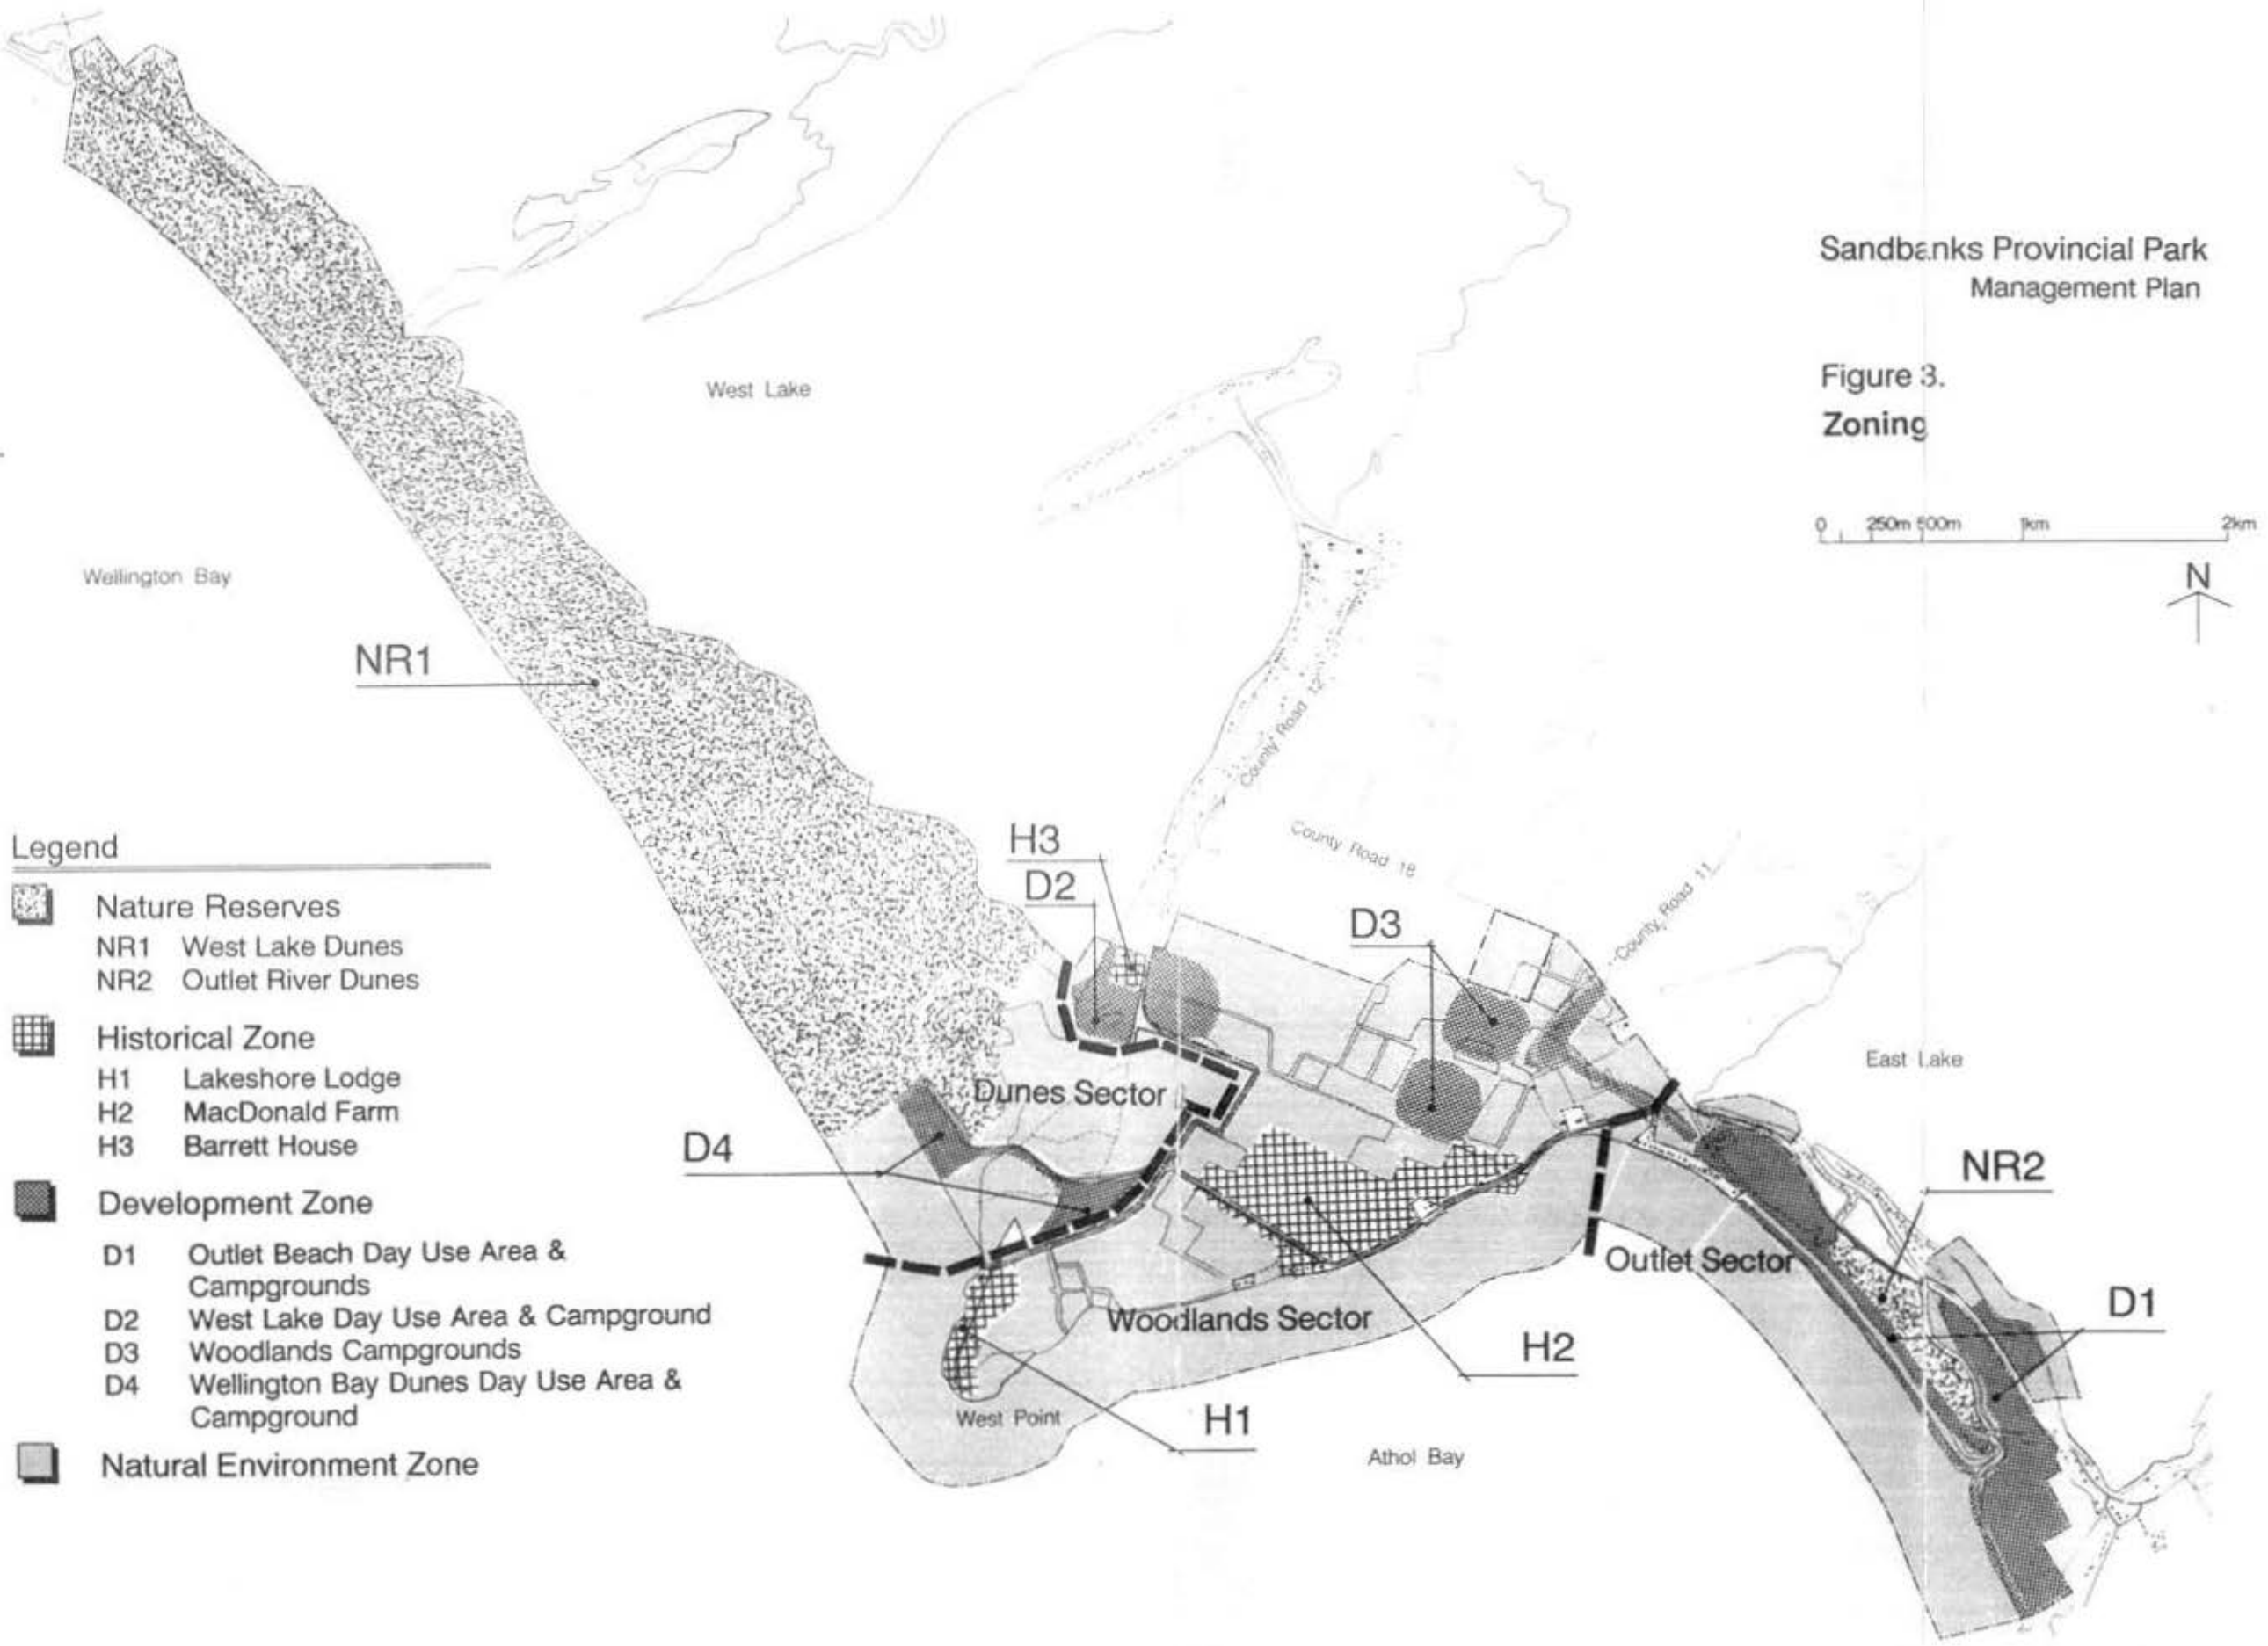 Sandbanks Provincial Park
Management Plan
Figure 3.
Zoning
0 250m 500m 1km 2km
N
West Lake
Wellington Bay
NR1
County Road 12
County Road 18
County Road 11
H3
D2
D3
East Lake
Dunes Sector
D4
NR2
Outlet Sector
D1
Woodlands Sector
H2
West Point
H1
Athol Bay
Legend
Nature Reserves
NR1 West Lake Dunes
NR2 Outlet River Dunes
Historical Zone
H1 Lakeshore Lodge
H2 MacDonald Farm
H3 Barrett House
Development Zone
D1 Outlet Beach Day Use Area &
Campgrounds
D2 West Lake Day Use Area & Campground
D3 Woodlands Campgrounds
D4 Wellington Bay Dunes Day Use Area &
Campground
Natural Environment Zone